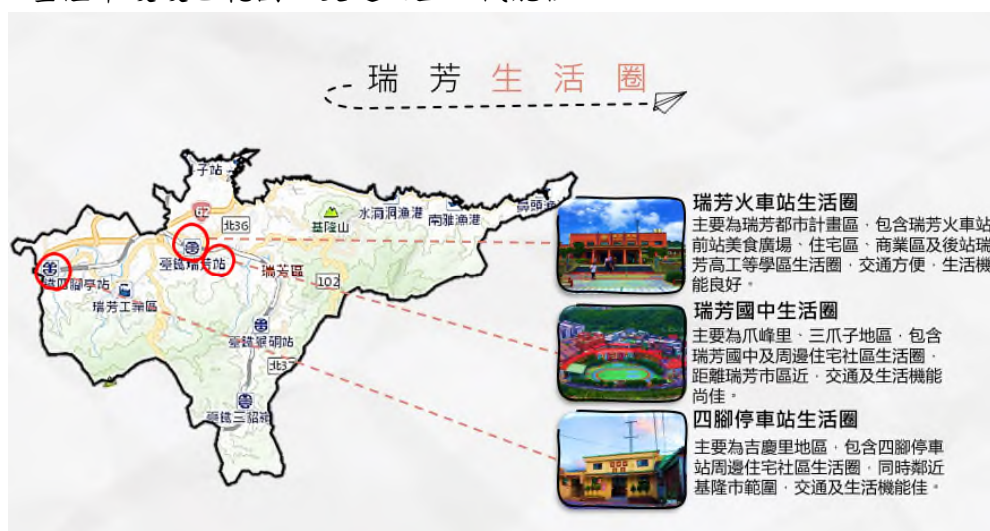 瑞芳生活圈
子站
62
北36
水湳洞漁港
南雅漁港
基隆山
臺鐵瑞芳站
瑞芳區
102
瑞芳工業區
臺鐵猴硐站
臺鐵三貂嶺
瑞芳火車站生活圈
主要為瑞芳都市計畫區，包含瑞芳火車站
前站美食廣場、住宅區、商業區及後站瑞
芳高工等學區生活圈，交通方便，生活機
能良好。
瑞芳國中生活圈
主要為爪峰里、三爪子地區，包含
瑞芳國中及周邊住宅社區生活圈，
距離瑞芳市區近，交通及生活機能
尚佳。
四腳停車站生活圈
主要為吉慶里地區，包含四腳停車
站周邊住宅社區生活圈，同時鄰近
基隆市範圍，交通及生活機能佳。